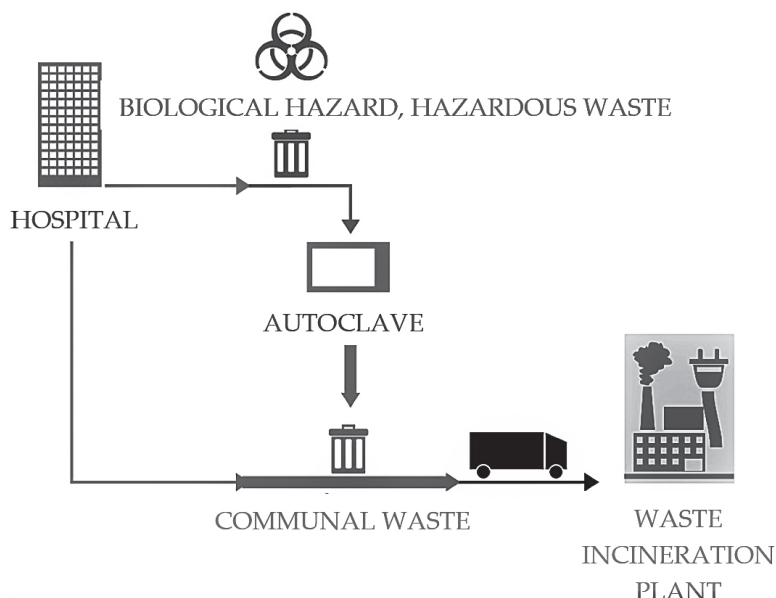 BIOLOGICAL HAZARD, HAZARDOUS WASTE
HOSPITAL
AUTOCLAVE
COMMUNAL WASTE
WASTE
INCINERATION
PLANT